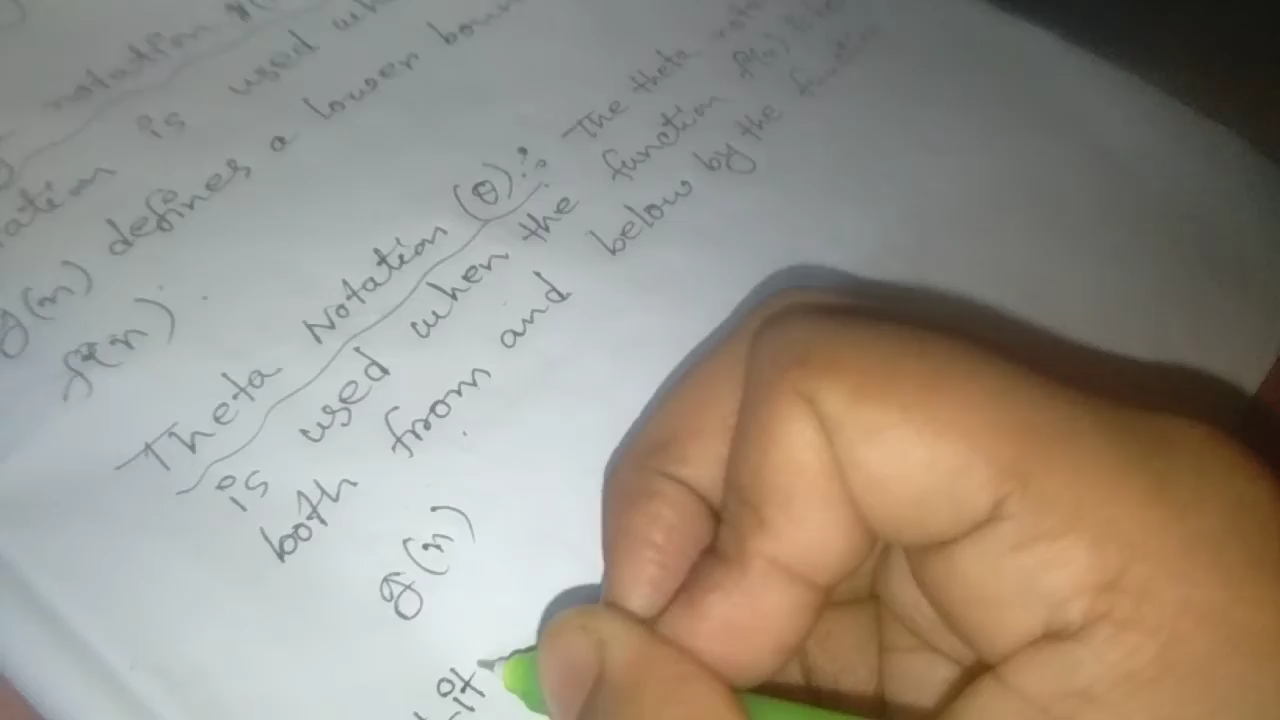 notation
ation is used
g(n) defines a lower boun
f(n).
Theta Notation (θ): The theta
is used when the function f(n)
both from and below by the function
g(n)
it